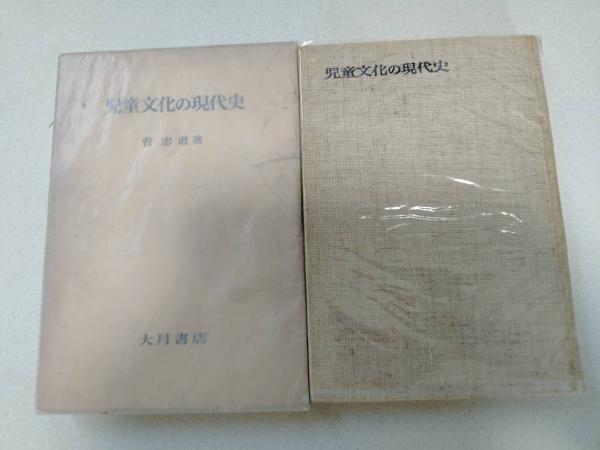 児童文化の現代史
菅忠道著
大月書店
児童文化の現代史